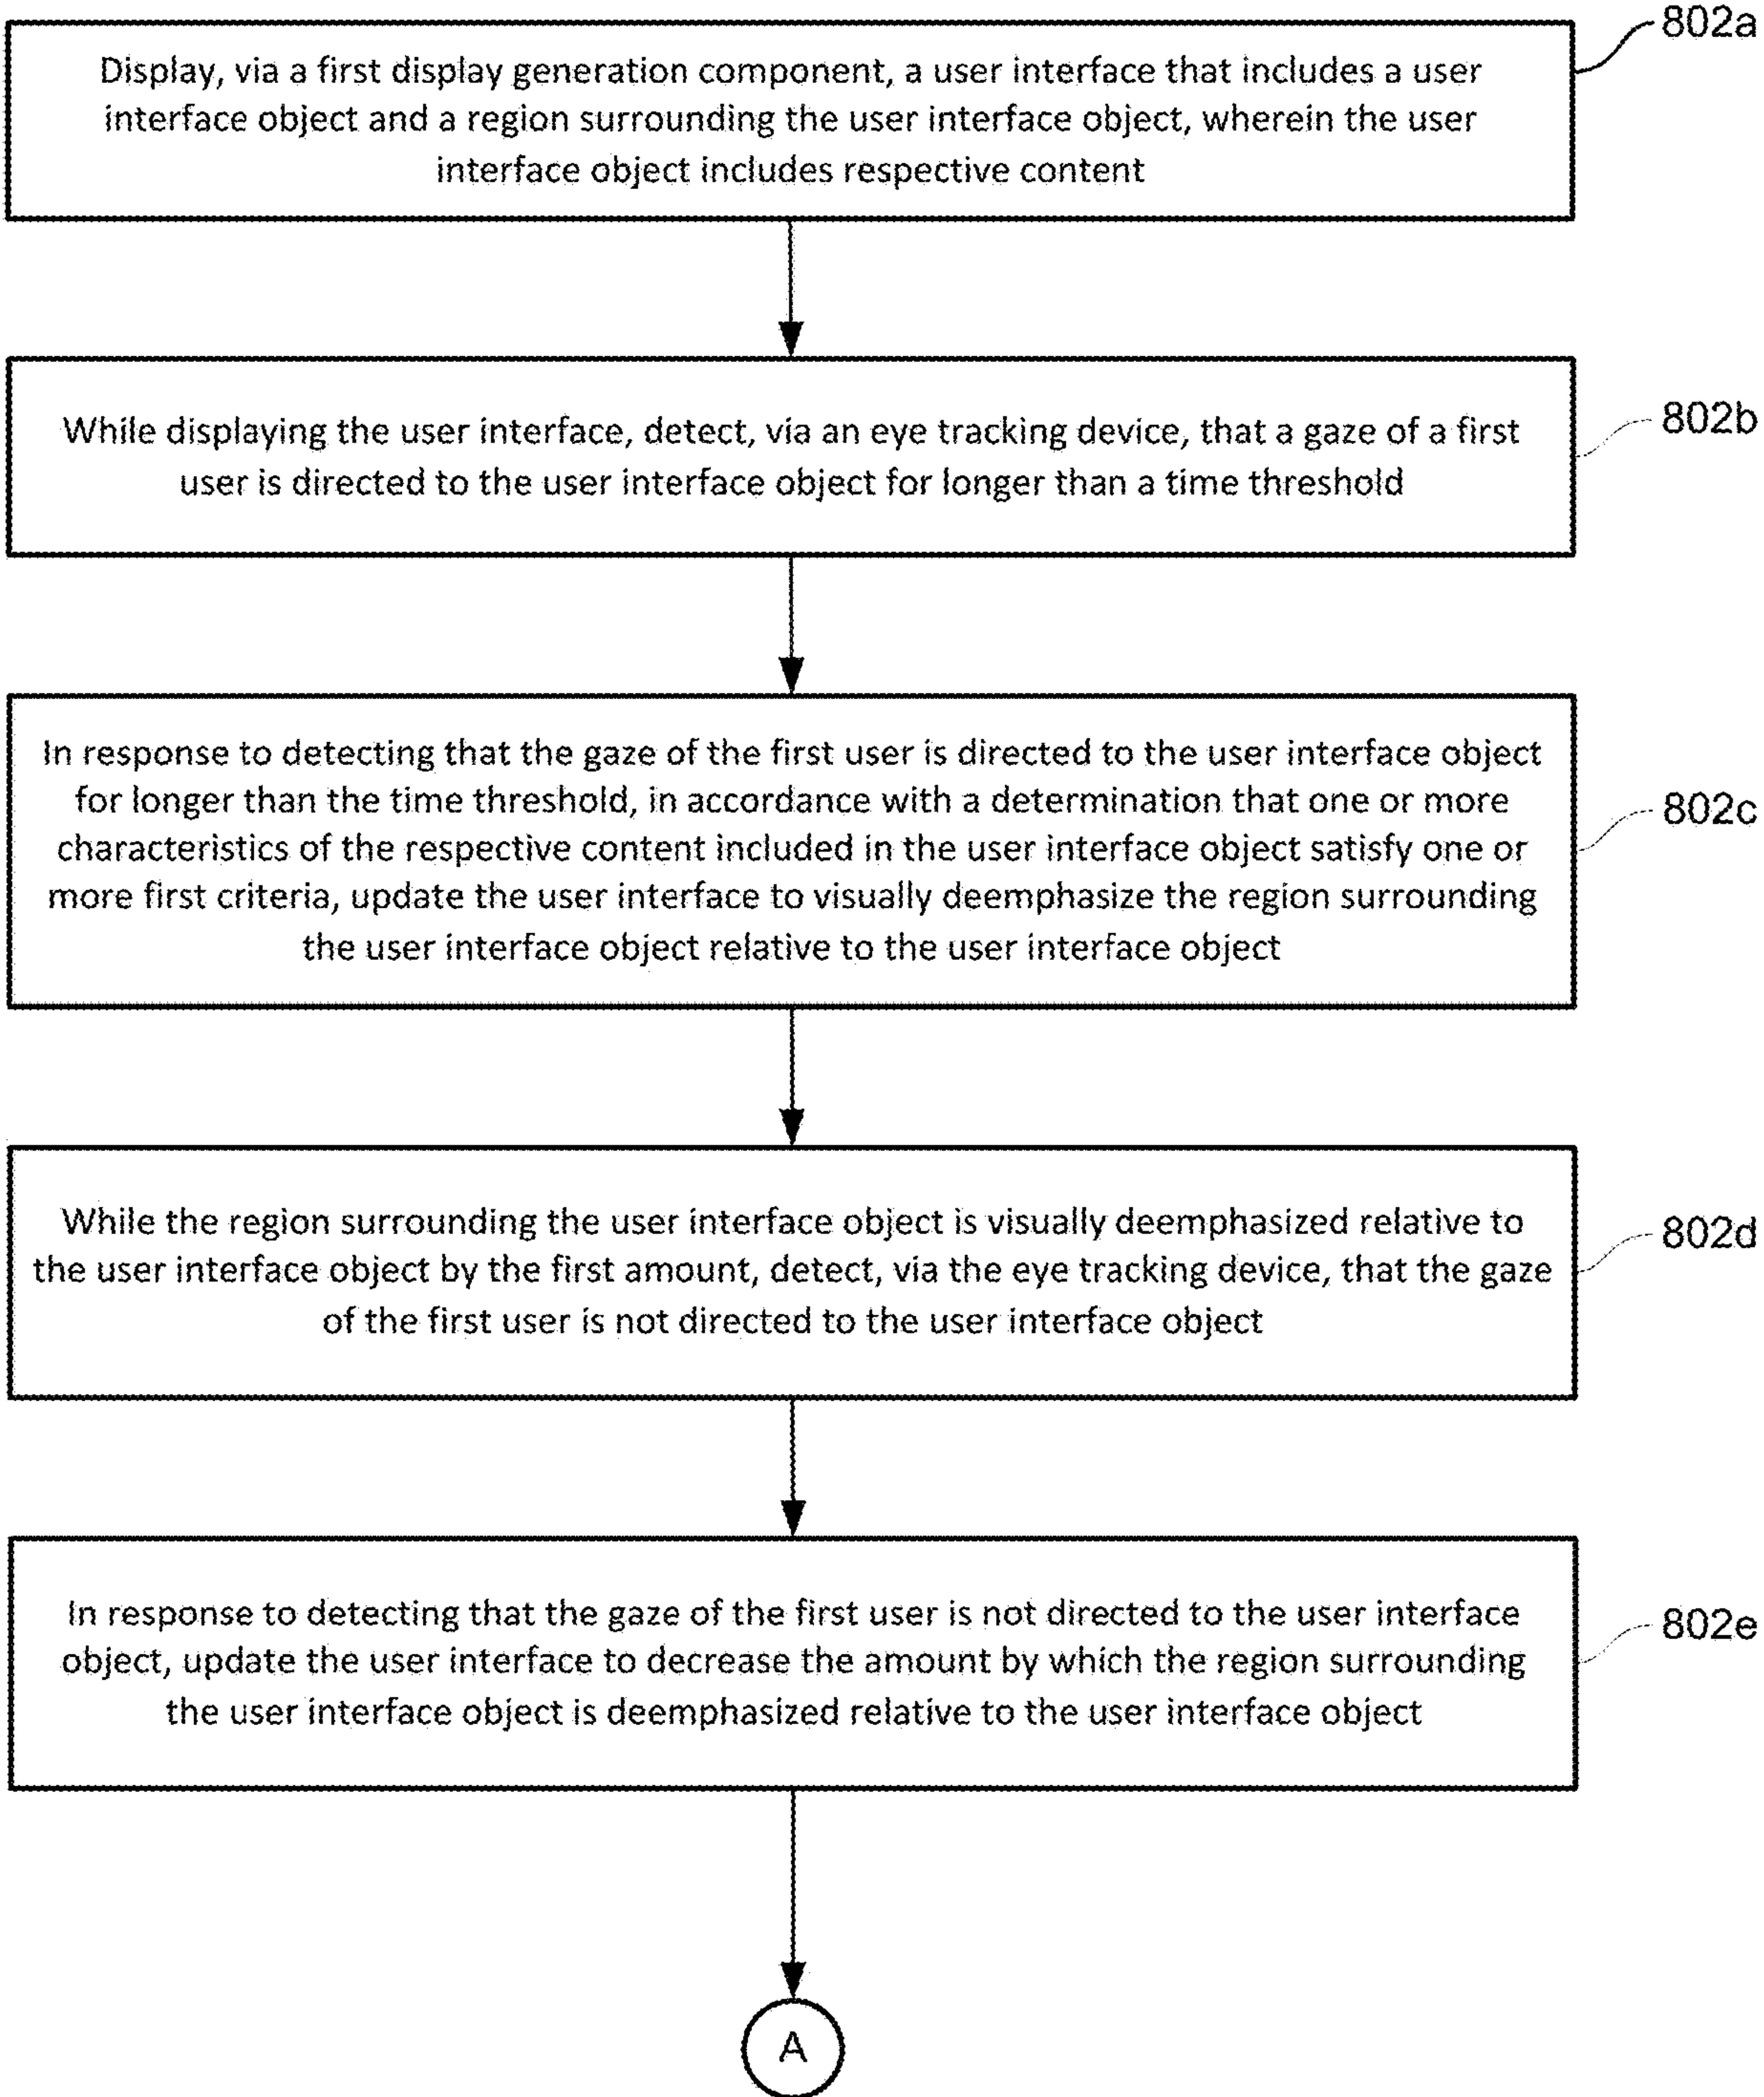 802a
Display, via a first display generation component, a user interface that includes a user
interface object and a region surrounding the user interface object, wherein the user
interface object includes respective content
802b
While displaying the user interface, detect, via an eye tracking device, that a gaze of a first
user is directed to the user interface object for longer than a time threshold
802c
In response to detecting that the gaze of the first user is directed to the user interface object
for longer than the time threshold, in accordance with a determination that one or more
characteristics of the respective content included in the user interface object satisfy one or
more first criteria, update the user interface to visually deemphasize the region surrounding
the user interface object relative to the user interface object
802d
While the region surrounding the user interface object is visually deemphasized relative to
the user interface object by the first amount, detect, via the eye tracking device, that the gaze
of the first user is not directed to the user interface object
802e
In response to detecting that the gaze of the first user is not directed to the user interface
object, update the user interface to decrease the amount by which the region surrounding
the user interface object is deemphasized relative to the user interface object
A